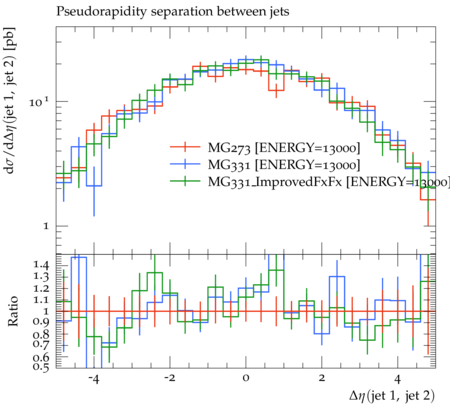 Pseudorapidity separation between jets
dσ/dΔη(jet 1, jet 2) [pb]
10 1
MG273 [ENERGY=13000]
MG331 [ENERGY=13000]
MG331_ImprovedFxFx [ENERGY=13000]
1
Ratio
1.4
1.3
1.2
1.1
1
0.9
0.8
0.7
0.6
0.5
-4 -2 0 2 4
Δη(jet 1, jet 2)